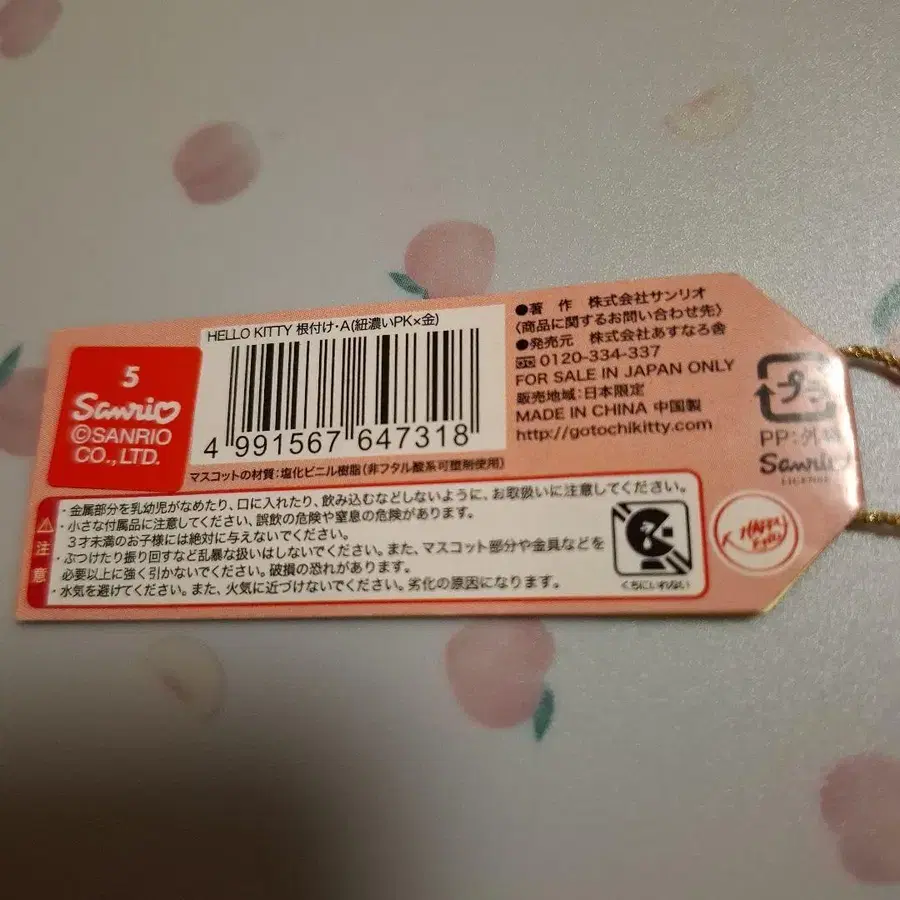 5
Sanrio
©SANRIO
CO., LTD.
HELLO KITTY 根付け・A(紐濃いPK×金)
4 991567 647318
●著 作 株式会社サンリオ
〈商品に関するお問い合わせ先〉
●発売元 株式会社あすなろ舎
0120-334-337
FOR SALE IN JAPAN ONLY
販売地域:日本限定
MADE IN CHINA 中国製
http://gotochikitty.com
プラ
PP:外
Sanrio
マスコットの材質:塩化ビニル樹脂(非フタル酸系可塑剤使用)
⚠注意
・金属部分を乳幼児がなめたり、口に入れたり、飲み込むなどしないように、お取扱いに注意してください。
・小さな付属品に注意してください。誤飲の危険や窒息の危険があります。
3才未満のお子様には絶対に与えないでください。
・ぶつけたり振り回すなど乱暴な扱いはしないでください。また、マスコット部分や金具などを
必要以上に強く引かないでください。破損の恐れがあります。
・水気を避けてください。また、火気に近づけないでください。劣化の原因になります。
くちにいれない
HAPPY